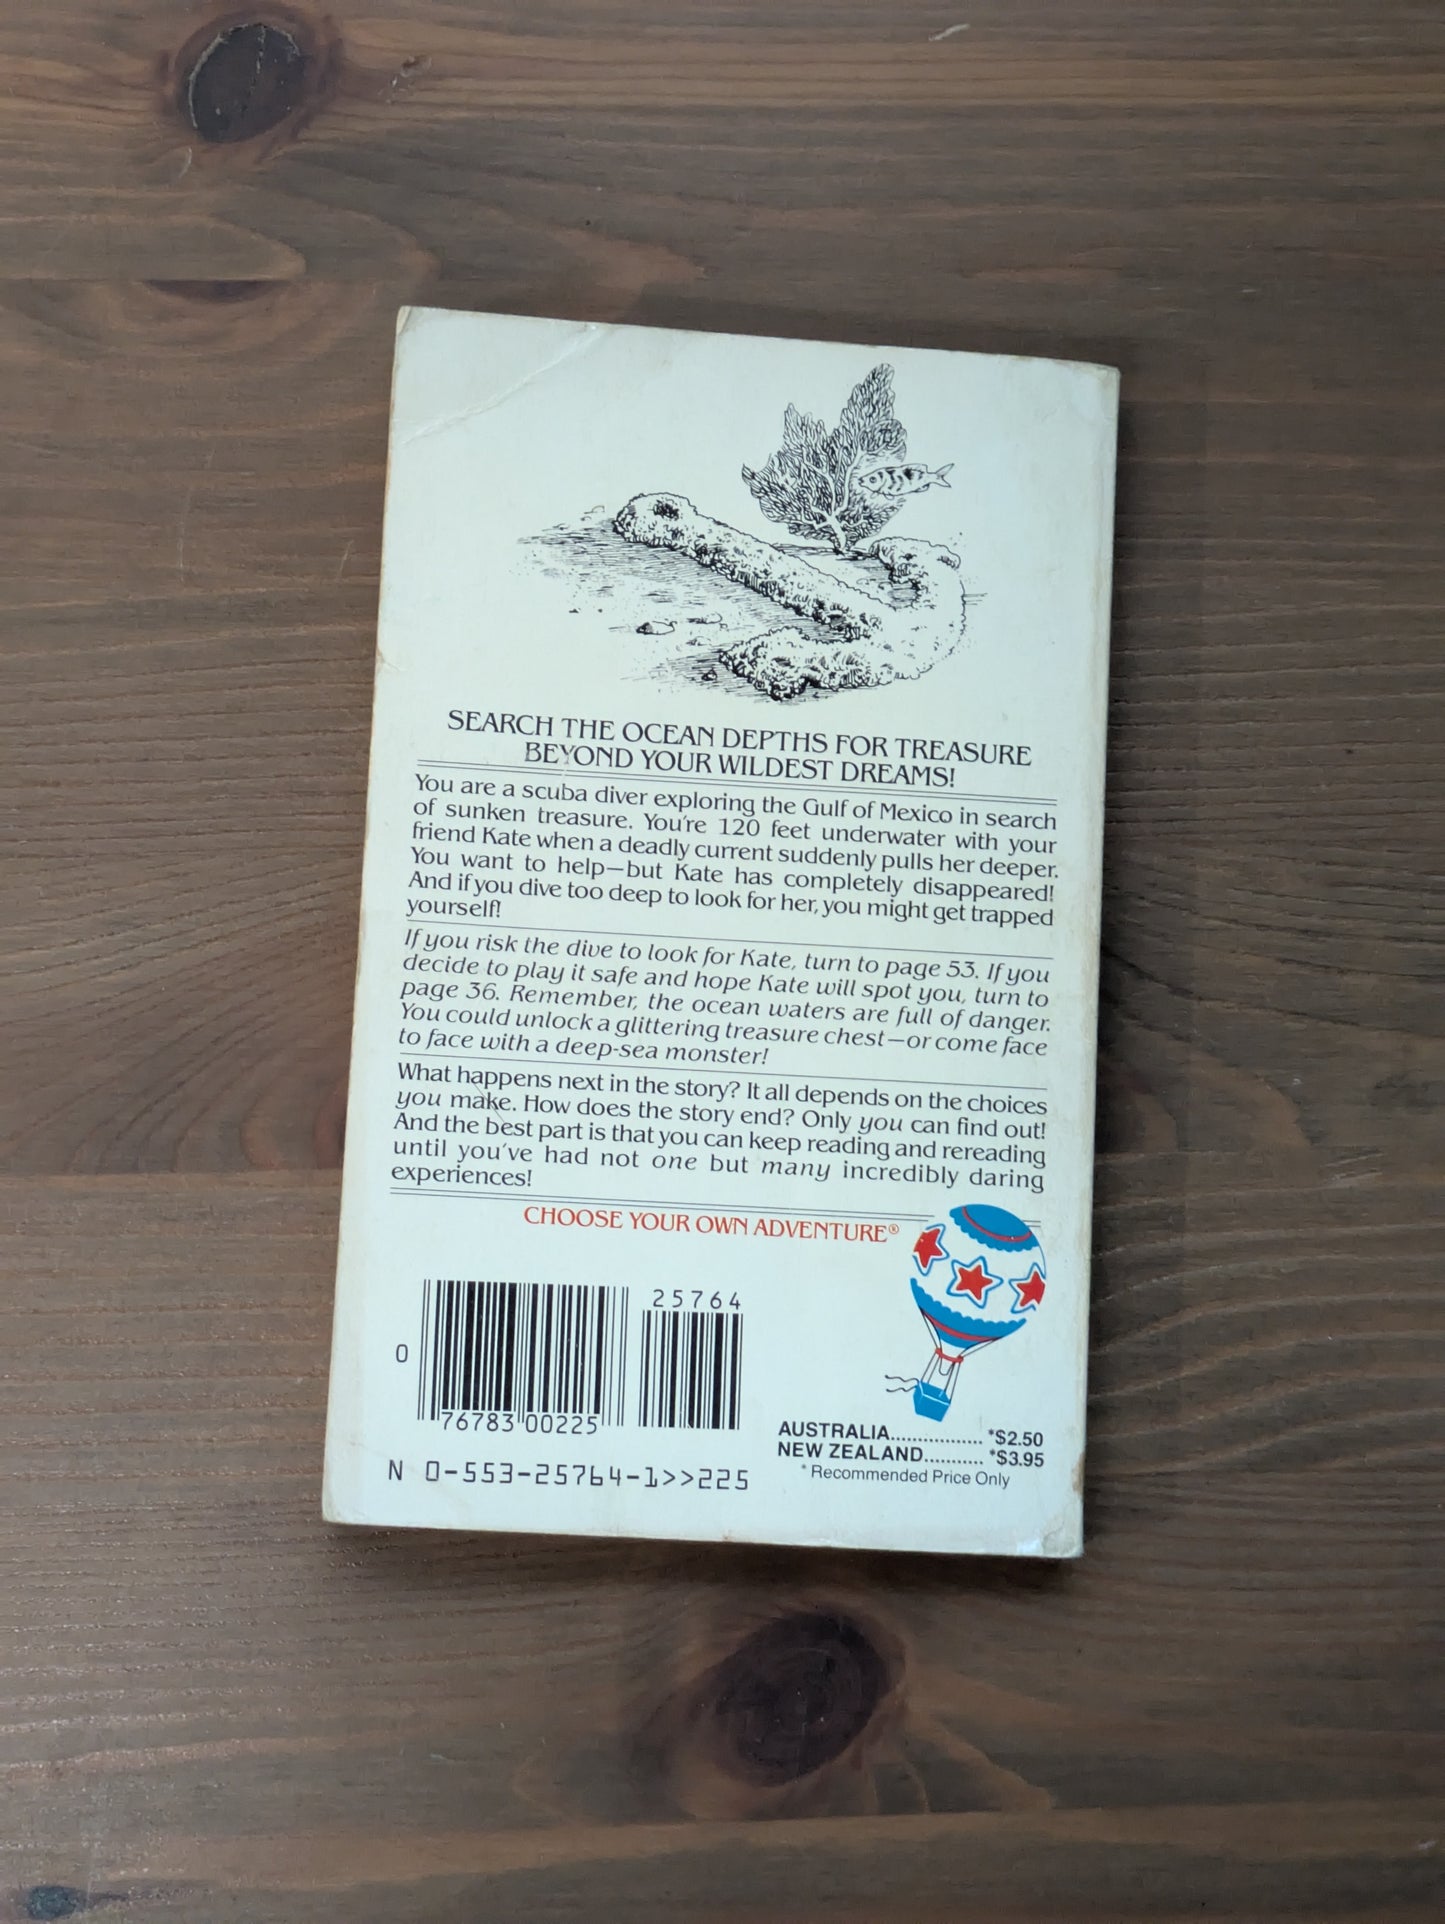 SEARCH THE OCEAN DEPTHS FOR TREASURE
BEYOND YOUR WILDEST DREAMS!
You are a scuba diver exploring the Gulf of Mexico in search
of sunken treasure. You're 120 feet underwater with your
friend Kate when a deadly current suddenly pulls her deeper.
You want to help—but Kate has completely disappeared!
And if you dive too deep to look for her, you might get trapped
yourself!
If you risk the dive to look for Kate, turn to page 53. If you
decide to play it safe and hope Kate will spot you, turn to
page 36. Remember, the ocean waters are full of danger.
You could unlock a glittering treasure chest—or come face
to face with a deep-sea monster!
What happens next in the story? It all depends on the choices
you make. How does the story end? Only you can find out!
And the best part is that you can keep reading and rereading
until you've had not one but many incredibly daring
experiences!
CHOOSE YOUR OWN ADVENTURE®
25764
0
76783 00225
AUSTRALIA................. *$2.50
NEW ZEALAND........... *$3.95
* Recommended Price Only
N 0-553-25764-1>>225